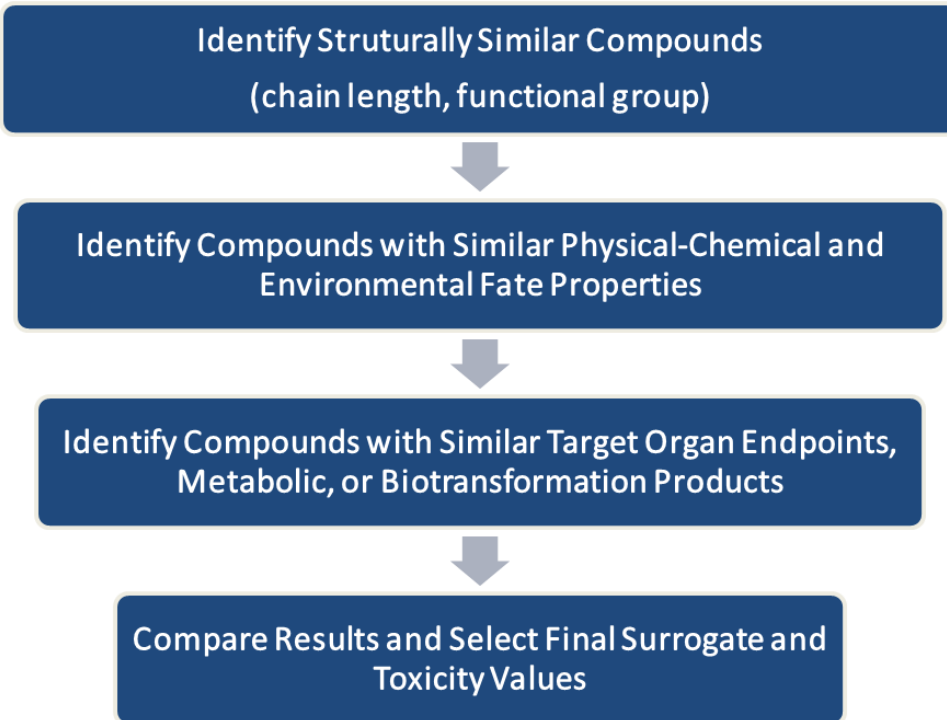 Identify Struturally Similar Compounds
(chain length, functional group)
Identify Compounds with Similar Physical-Chemical and
Environmental Fate Properties
Identify Compounds with Similar Target Organ Endpoints,
Metabolic, or Biotransformation Products
Compare Results and Select Final Surrogate and
Toxicity Values